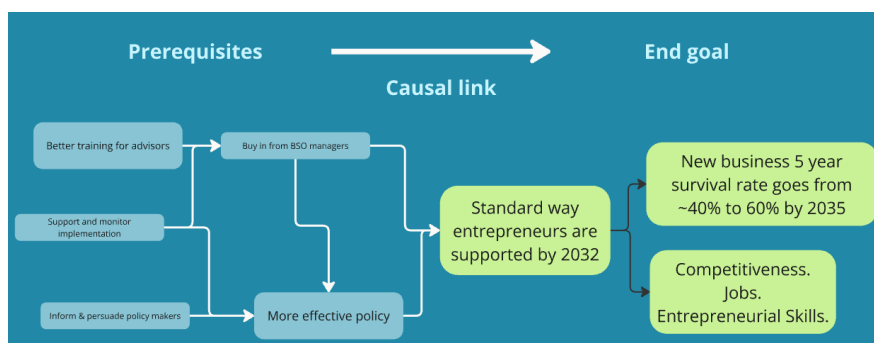 Prerequisites
End goal
Causal link
Better training for advisors
Buy in from BSO managers
Support and monitor
implementation
Inform & persuade policy makers
More effective policy
Standard way
entrepreneurs are
supported by 2032
New business 5 year
survival rate goes from
~40% to 60% by 2035
Competitiveness.
Jobs.
Entrepreneurial Skills.